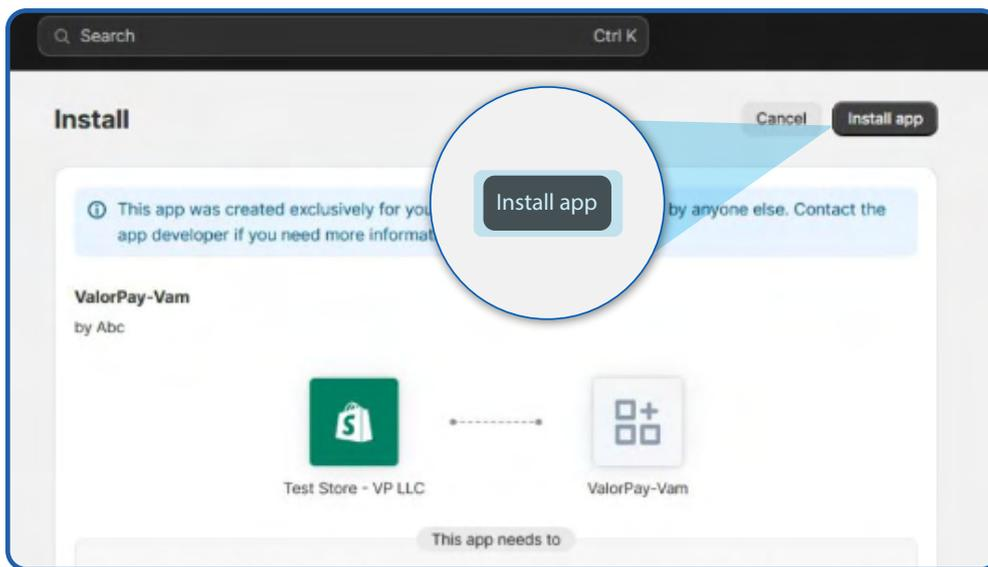 Search Ctrl K
Install Cancel Install app
Install app
This app was created exclusively for you by anyone else. Contact the
app developer if you need more informat
ValorPay-Vam
by Abc
S
Test Store - VP LLC ValorPay-Vam
This app needs to